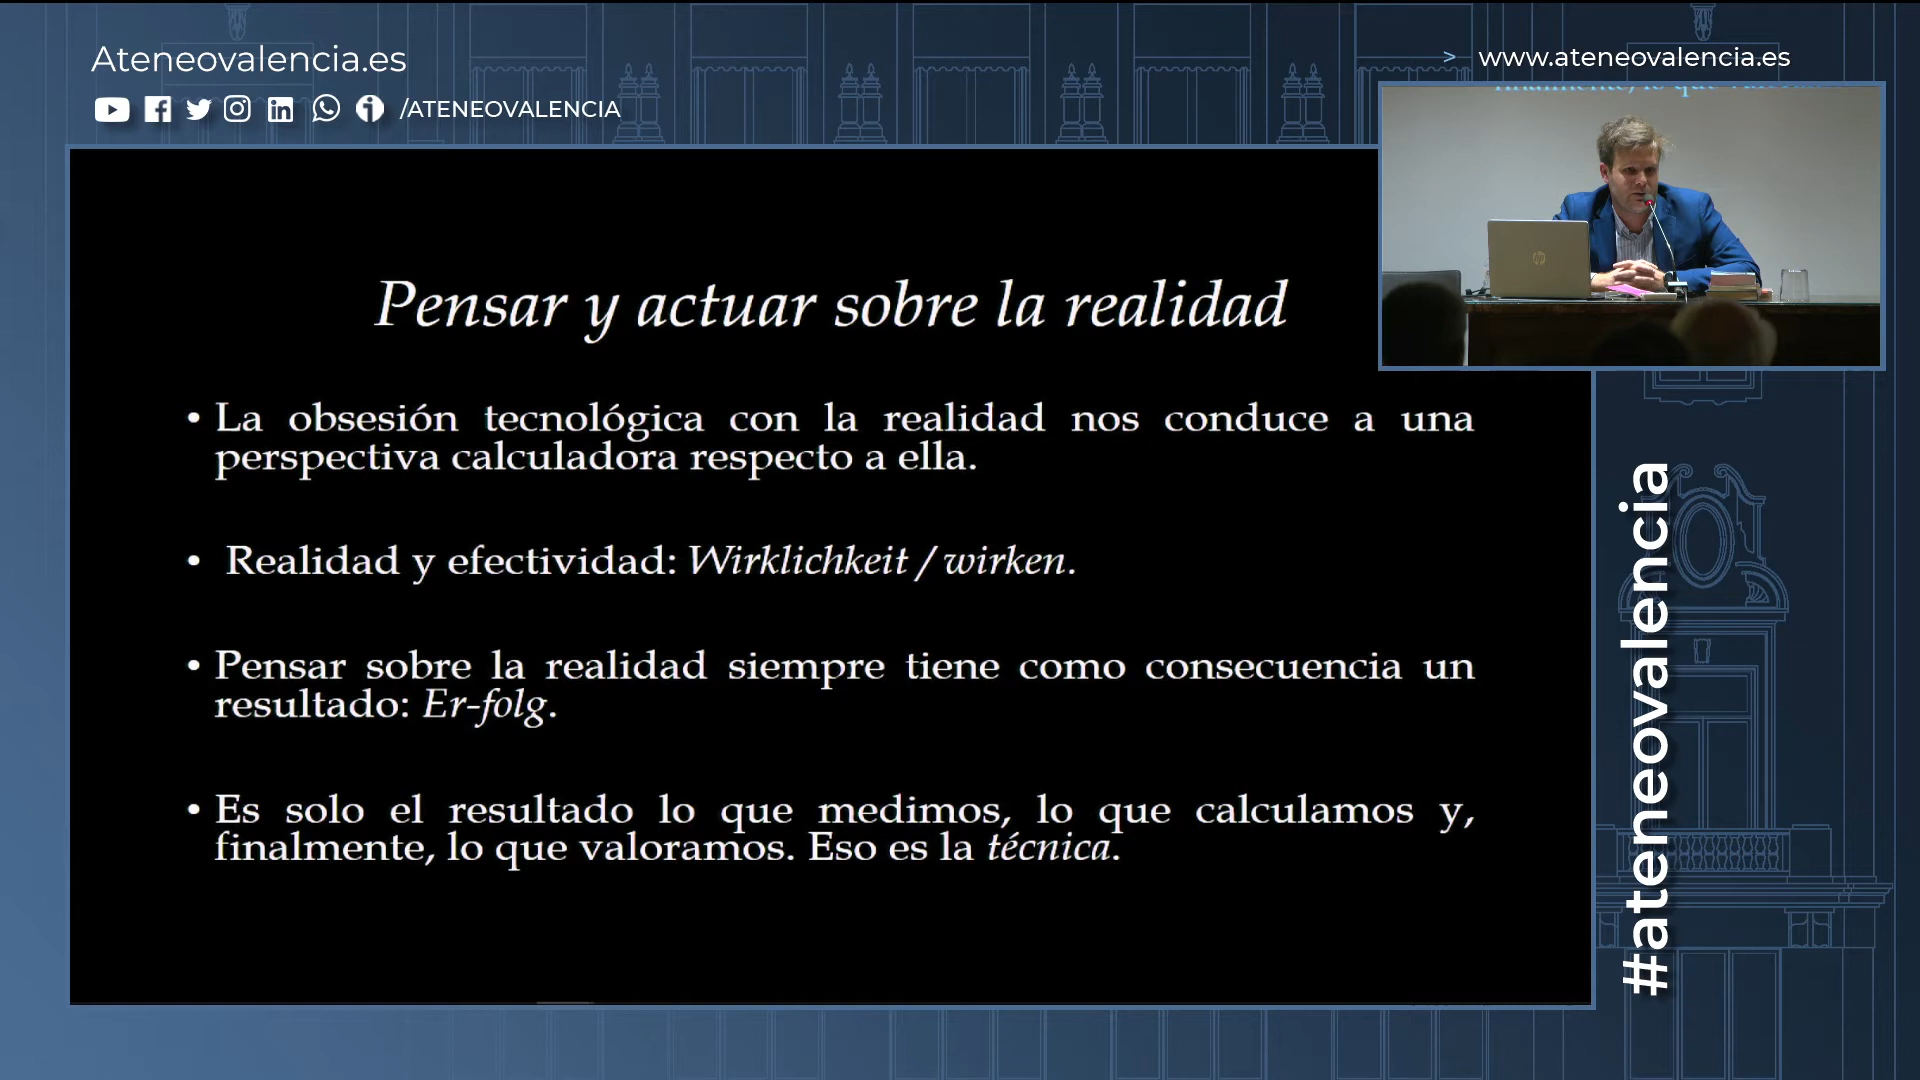 Ateneovalencia.es
/ATENEOVALENCIA
> www.ateneovalencia.es
Pensar y actuar sobre la realidad
• La obsesión tecnológica con la realidad nos conduce a una
perspectiva calculadora respecto a ella.
• Realidad y efectividad: Wirklichkeit / wirken.
• Pensar sobre la realidad siempre tiene como consecuencia un
resultado: Er-folg.
• Es solo el resultado lo que medimos, lo que calculamos y,
finalmente, lo que valoramos. Eso es la técnica.
#ateneovalencia
hp